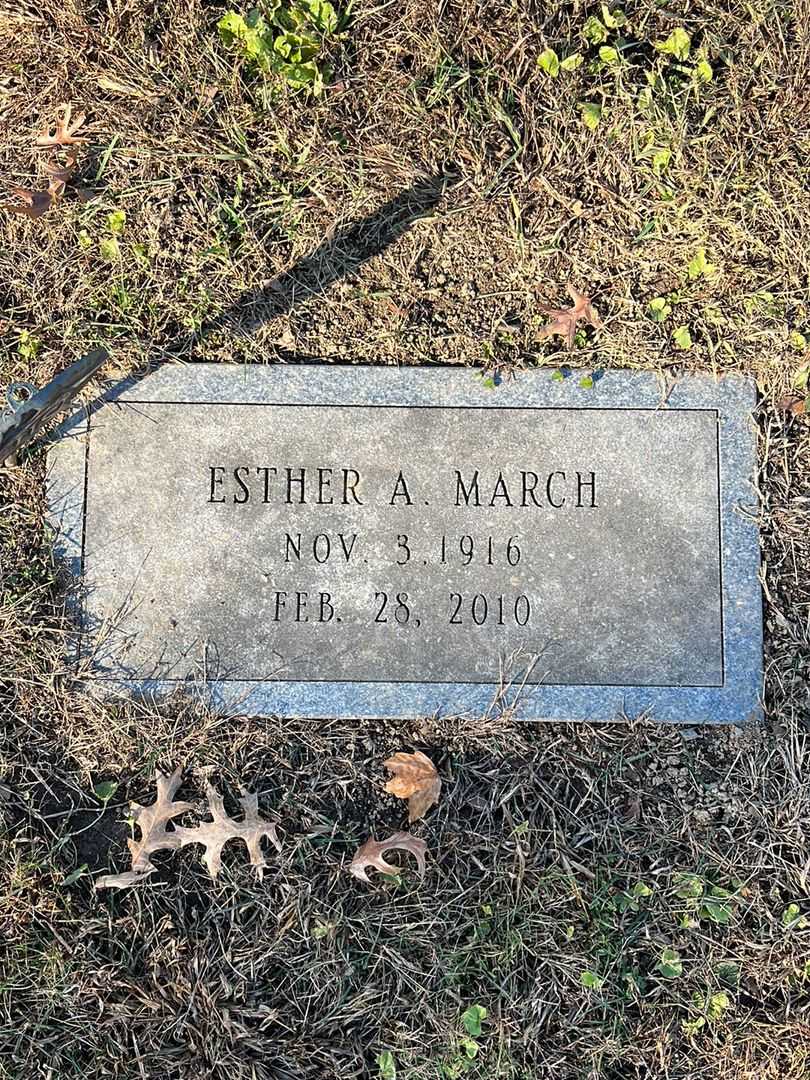 ESTHER A. MARCH
NOV. 3, 1916
FEB. 28, 2010